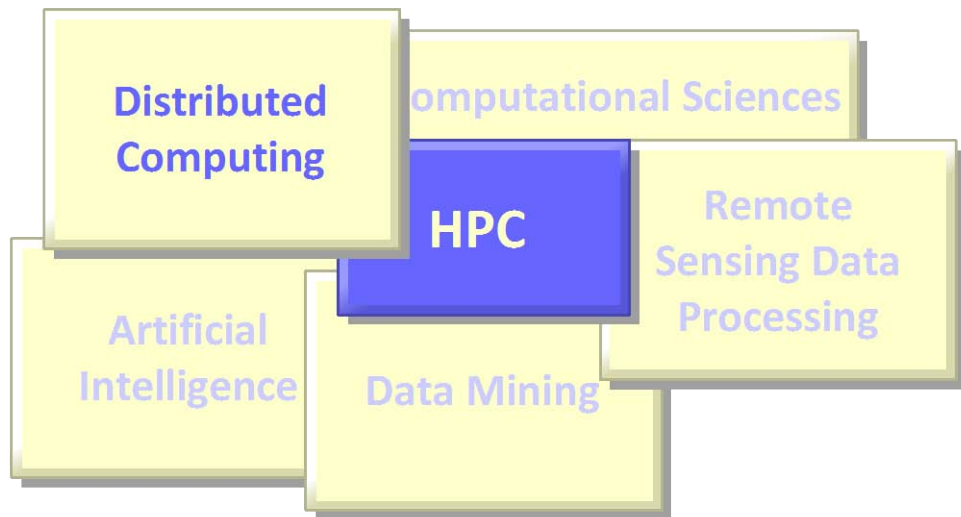 Distributed
Computing
omputational Sciences
HPC
Remote
Sensing Data
Processing
Artificial
Intelligence
Data Mining